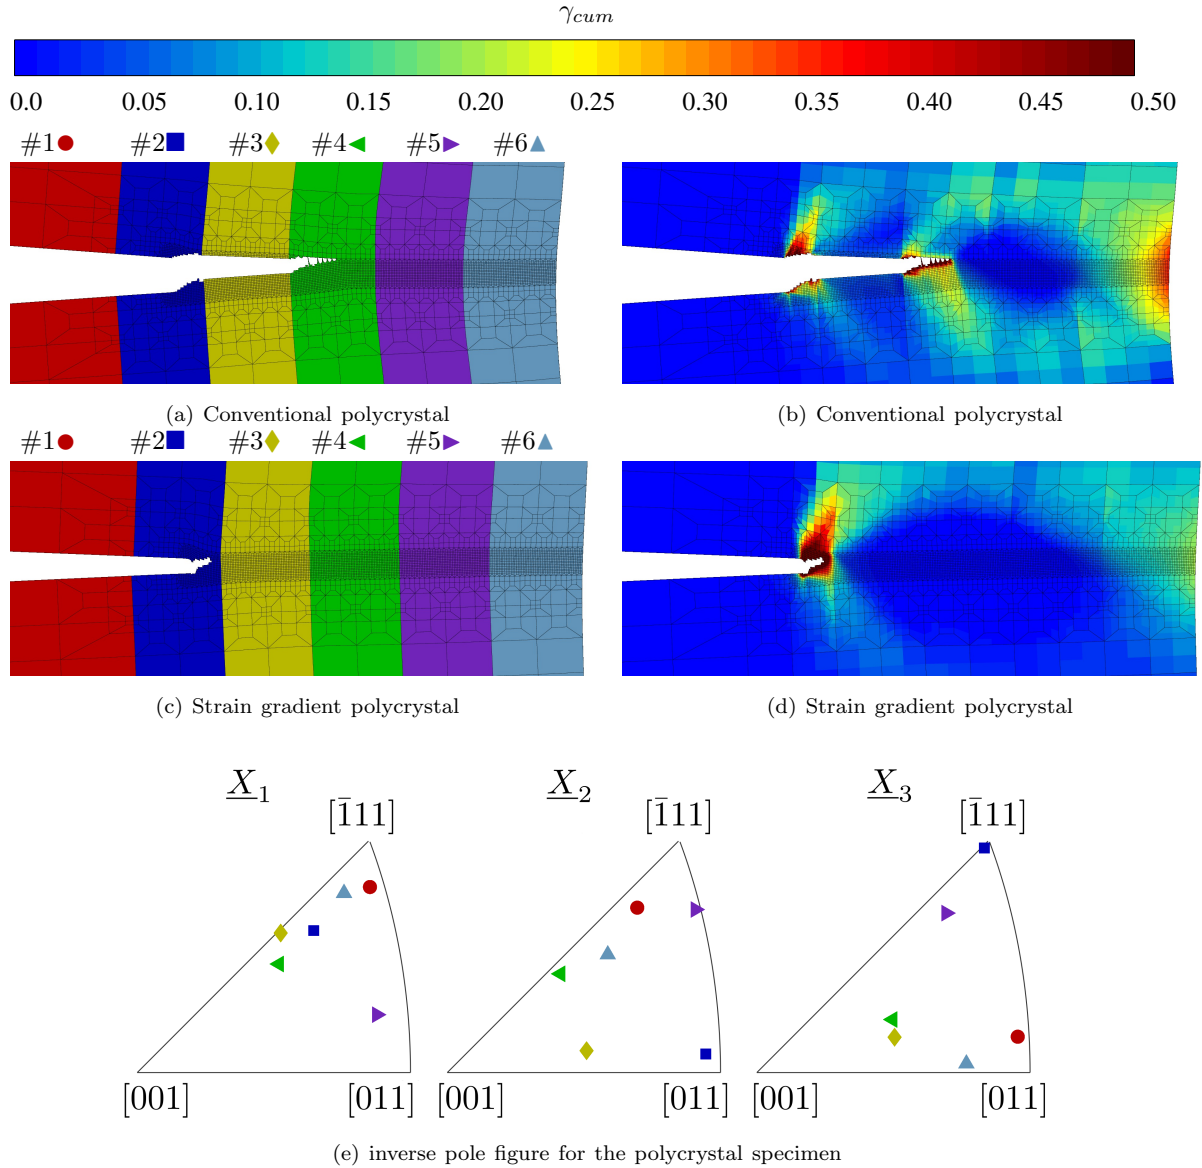 γcum
0.0 0.05 0.10 0.15 0.20 0.25 0.30 0.35 0.40 0.45 0.50
#1 #2 #3 #4 #5 #6
(a) Conventional polycrystal
(b) Conventional polycrystal
#1 #2 #3 #4 #5 #6
(c) Strain gradient polycrystal
(d) Strain gradient polycrystal
X1 X2 X3
[1̄11] [1̄11] [1̄11]
[001] [011] [001] [011] [001] [011]
(e) inverse pole figure for the polycrystal specimen